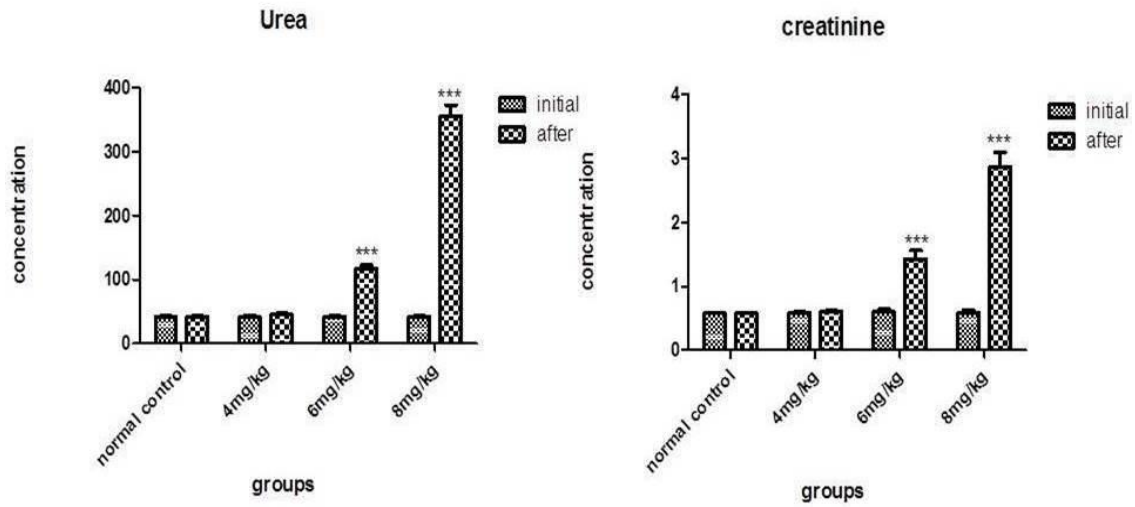 Urea
concentration
400
300
200
100
0
***
***
initial
after
normal control
4mg/kg
6mg/kg
8mg/kg
groups
creatinine
concentration
4
3
2
1
0
***
***
initial
after
normal control
4mg/kg
6mg/kg
8mg/kg
groups